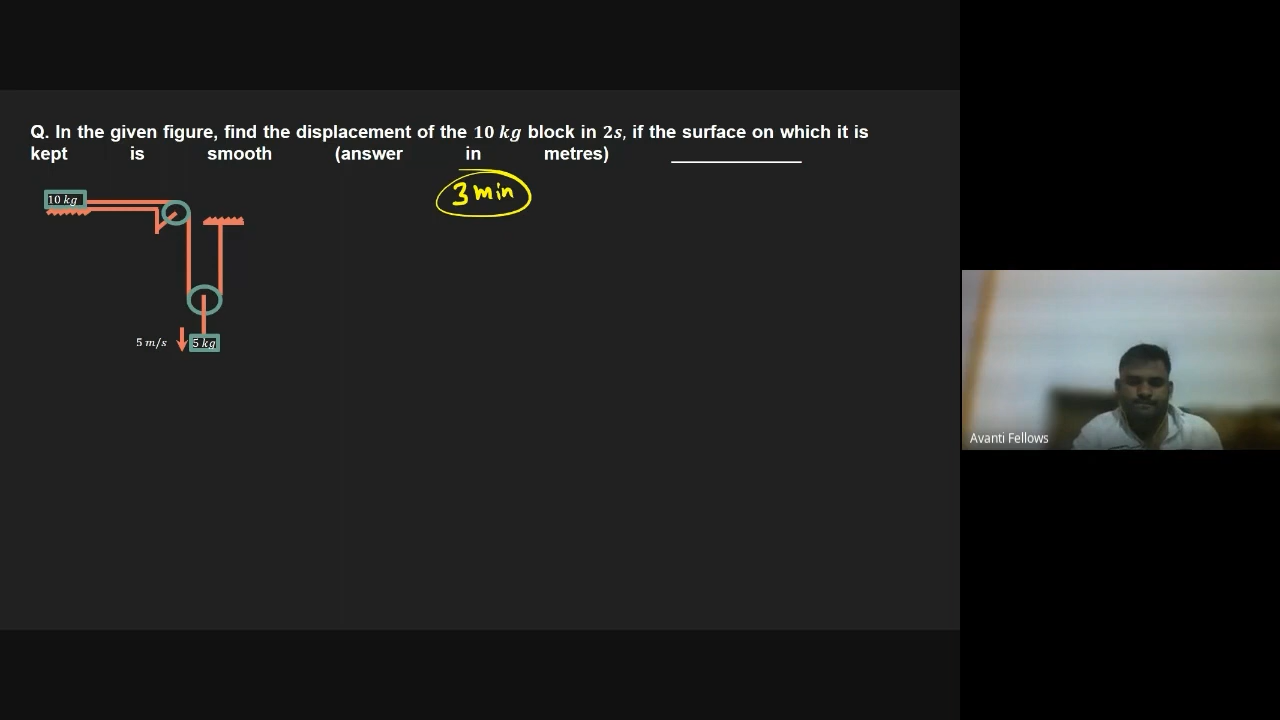 Q. In the given figure, find the displacement of the 10 kg block in 2s, if the surface on which it is
kept is smooth (answer in metres) ______________
3 min
10 kg
5 m/s
5 kg
Avanti Fellows